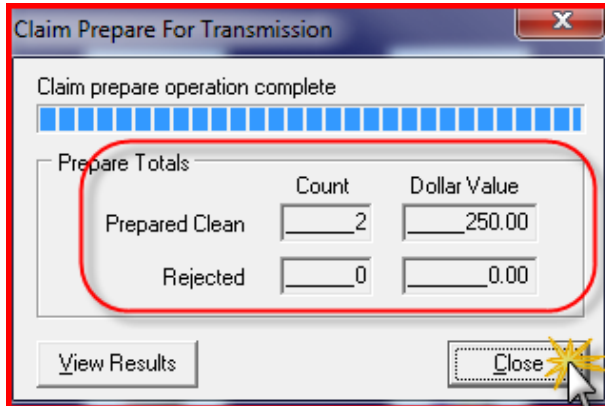 Claim Prepare For Transmission
Claim prepare operation complete
Prepare Totals
Count Dollar Value
Prepared Clean 2 250.00
Rejected 0 0.00
View Results Close